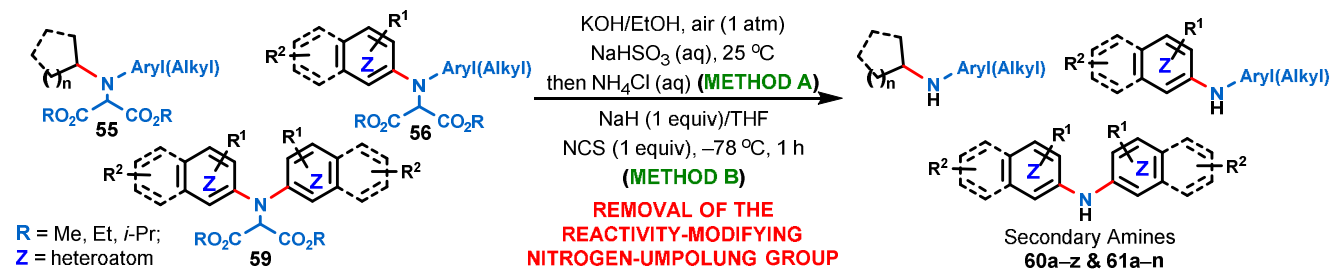 R¹
R²
Z
N
Aryl(Alkyl)
( )n
RO₂C CO₂R
55
N
Aryl(Alkyl)
RO₂C CO₂R
56
R¹ R¹
R² Z Z R²
N
RO₂C CO₂R
59
R = Me, Et, i-Pr;
Z = heteroatom
KOH/EtOH, air (1 atm)
NaHSO₃ (aq), 25 ºC
then NH₄Cl (aq) (METHOD A)
NaH (1 equiv)/THF
NCS (1 equiv), –78 ºC, 1 h
(METHOD B)
REMOVAL OF THE
REACTIVITY-MODIFYING
NITROGEN-UMPOLUNG GROUP
( )n
N
H
Aryl(Alkyl)
R¹
R²
Z
N
H
Aryl(Alkyl)
R¹ R¹
R² Z Z R²
N
H
Secondary Amines
60a–z & 61a–n